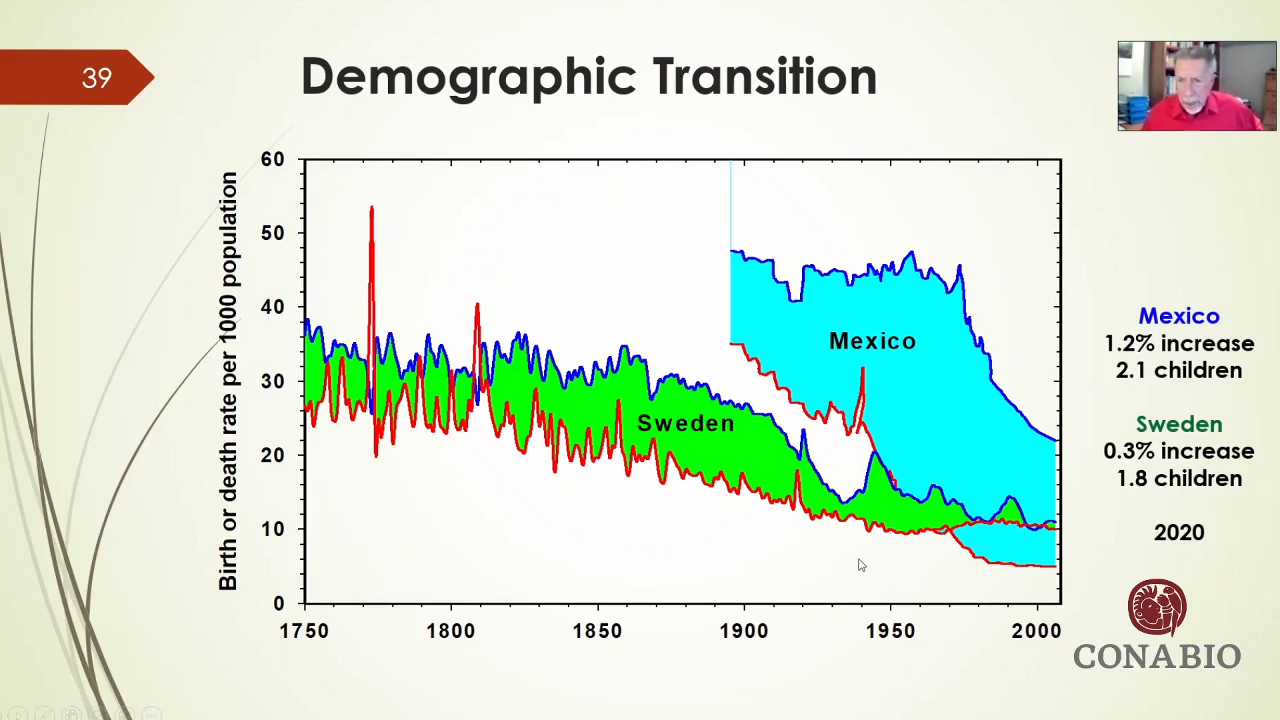 39
Demographic Transition
Birth or death rate per 1000 population
60
50
40
30
20
10
0
1750
1800
1850
1900
1950
2000
Mexico
Sweden
Mexico
1.2% increase
2.1 children
Sweden
0.3% increase
1.8 children
2020
CONABIO